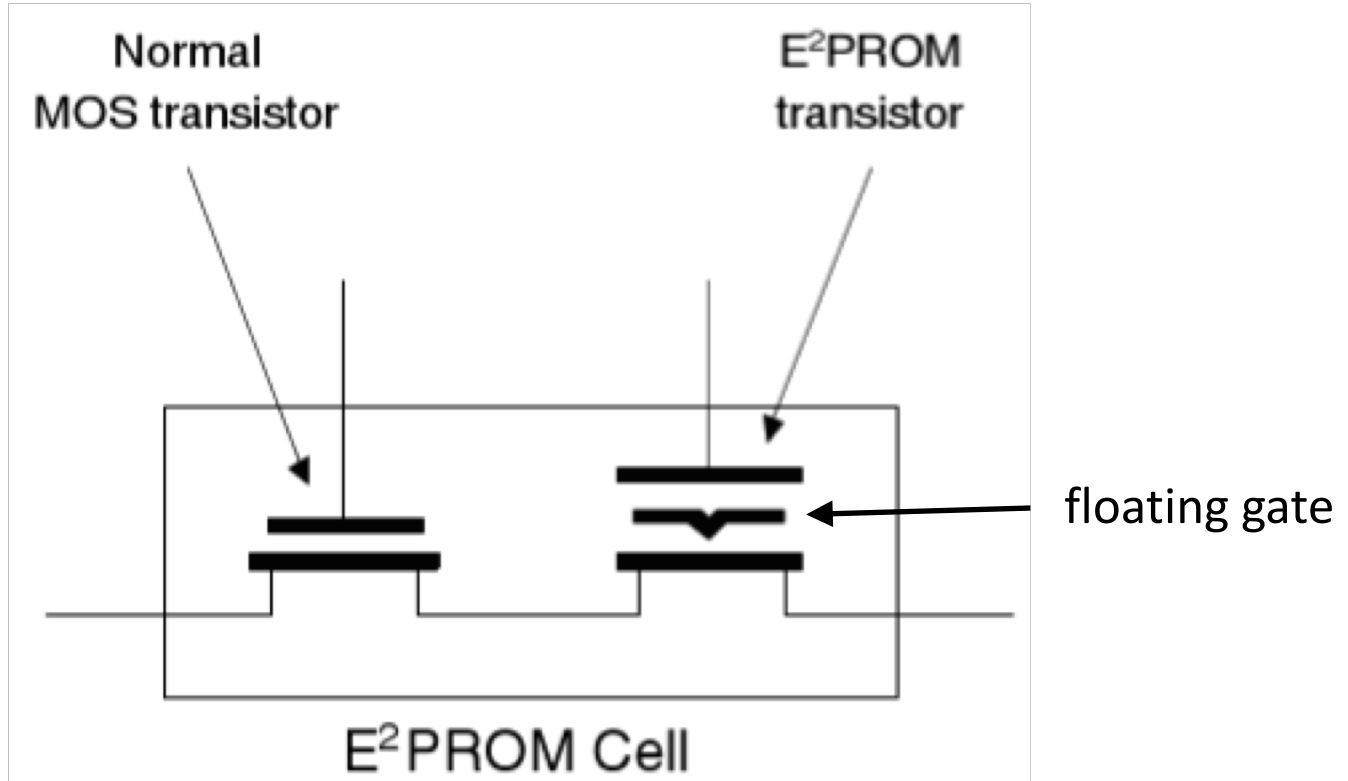 Normal
MOS transistor
E²PROM
transistor
floating gate
E²PROM Cell